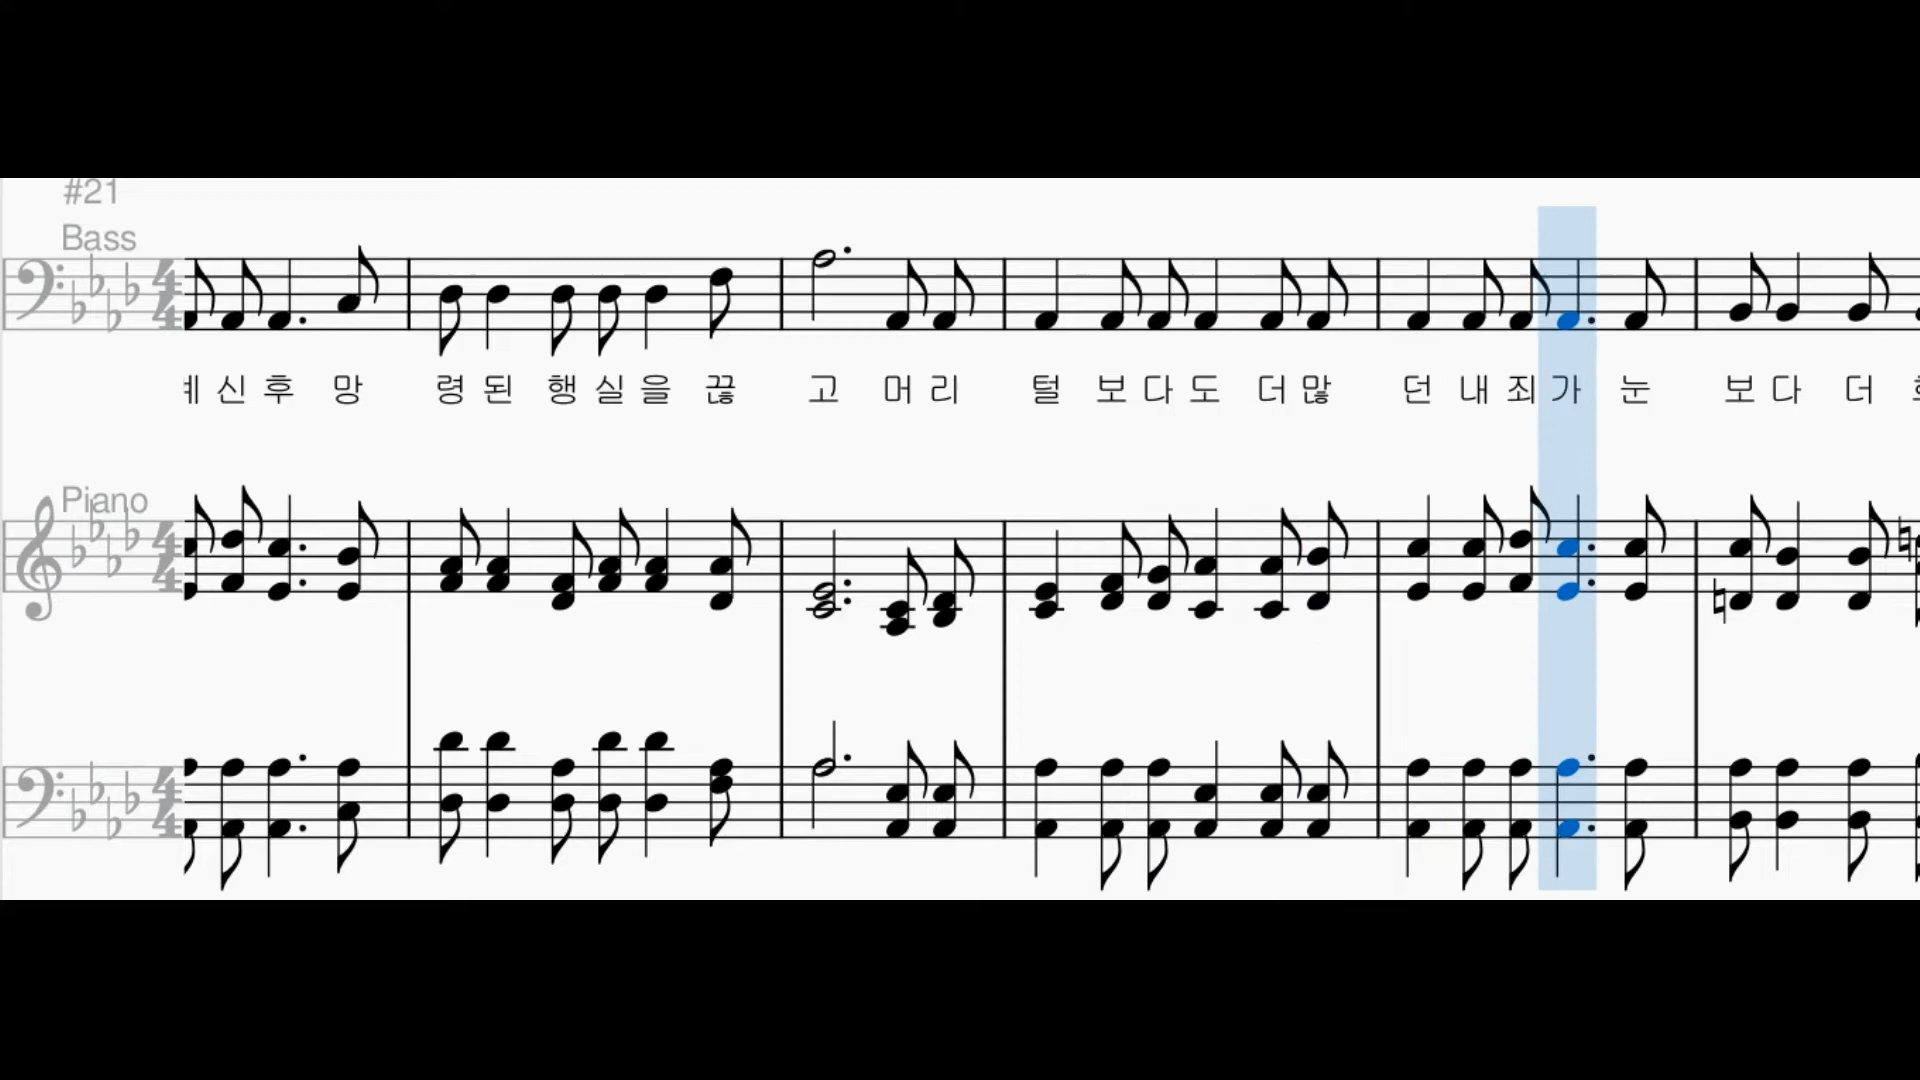 #21
Bass
신 후 망 령 된 행 실 을 끊 고 머 리 털 보 다 도 더 많 던 내 죄 가 눈 보 다 더
Piano